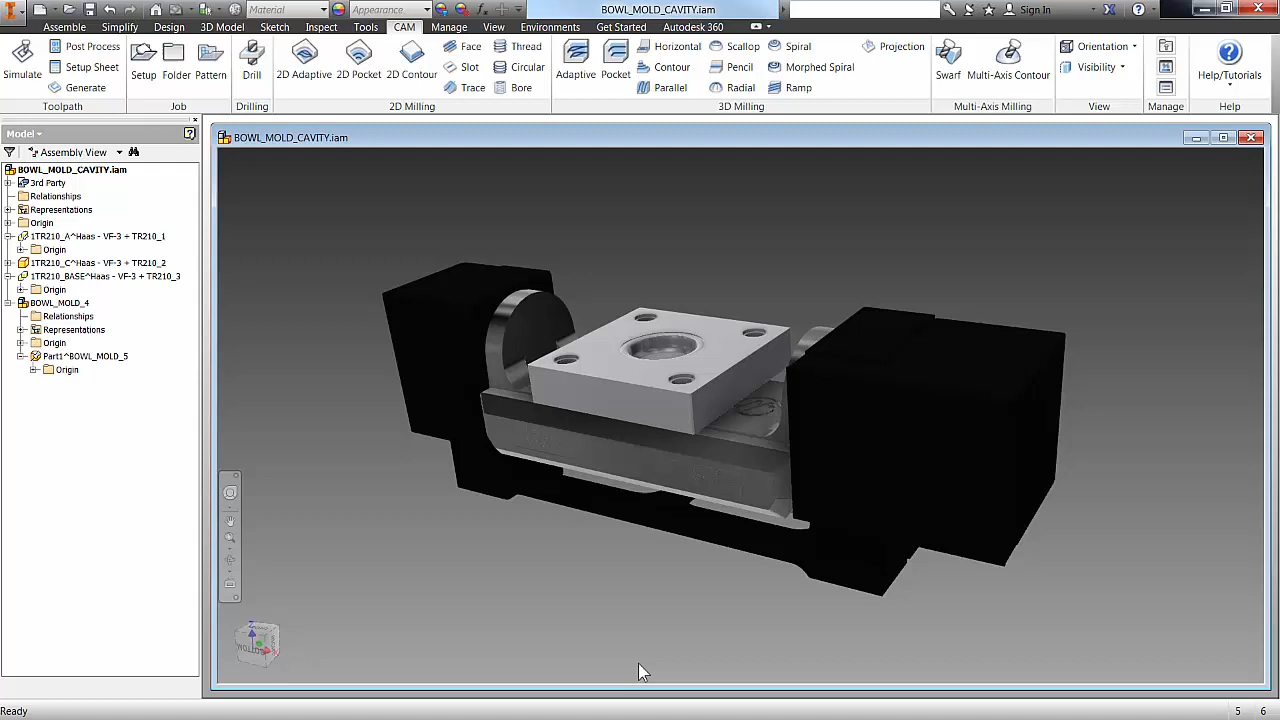 Material
Appearance
BOWL_MOLD_CAVITY.iam
Sign In
Assemble Simplify Design 3D Model Sketch Inspect Tools CAM Manage View Environments Get Started Autodesk 360
Simulate
Post Process
Setup Sheet
Generate
Toolpath
Setup Folder Pattern
Job
Drill
Drilling
2D Adaptive 2D Pocket 2D Contour
Face Thread
Slot Circular
Trace Bore
2D Milling
Adaptive Pocket
Horizontal Scallop Spiral Projection
Contour Pencil Morphed Spiral
Parallel Radial Ramp
3D Milling
Swarf Multi-Axis Contour
Multi-Axis Milling
Orientation
Visibility
View
Manage
Help/Tutorials
Help
Model
Assembly View
BOWL_MOLD_CAVITY.iam
3rd Party
Relationships
Representations
Origin
1TR210_A^Haas - VF-3 + TR210_1
Origin
1TR210_C^Haas - VF-3 + TR210_2
1TR210_BASE^Haas - VF-3 + TR210_3
Origin
BOWL_MOLD_4
Relationships
Representations
Origin
Part1^BOWL_MOLD_5
Origin
BOWL_MOLD_CAVITY.iam
Ready
5 6